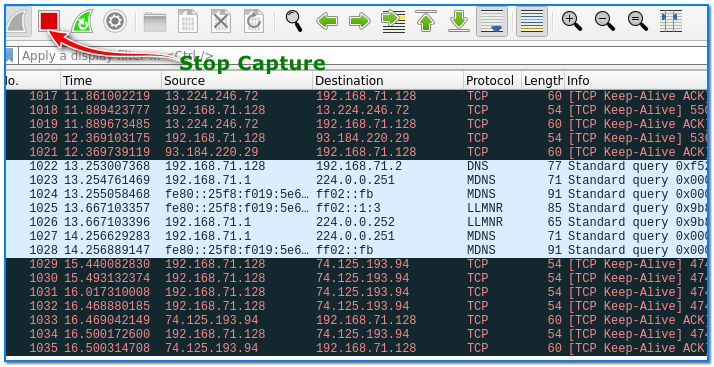 Apply a display filter ... <Ctrl-/>
Stop Capture
No. Time Source Destination Protocol Length Info
1017 11.861002219 13.224.246.72 192.168.71.128 TCP 60 [TCP Keep-Alive ACK
1018 11.889423777 192.168.71.128 13.224.246.72 TCP 54 [TCP Keep-Alive] 550
1019 11.889673485 13.224.246.72 192.168.71.128 TCP 60 [TCP Keep-Alive ACK
1020 12.369103175 192.168.71.128 93.184.220.29 TCP 54 [TCP Keep-Alive] 536
1021 12.369739119 93.184.220.29 192.168.71.128 TCP 60 [TCP Keep-Alive ACK
1022 13.253007368 192.168.71.128 192.168.71.2 DNS 77 Standard query 0xf52
1023 13.254761469 192.168.71.1 224.0.0.251 MDNS 71 Standard query 0x000
1024 13.255058468 fe80::25f8:f019:5e6… ff02::fb MDNS 91 Standard query 0x000
1025 13.667103357 fe80::25f8:f019:5e6… ff02::1:3 LLMNR 85 Standard query 0x9b8
1026 13.667103396 192.168.71.1 224.0.0.252 LLMNR 65 Standard query 0x9b8
1027 14.256629283 192.168.71.1 224.0.0.251 MDNS 71 Standard query 0x000
1028 14.256889147 fe80::25f8:f019:5e6… ff02::fb MDNS 91 Standard query 0x000
1029 15.440082830 192.168.71.128 74.125.193.94 TCP 54 [TCP Keep-Alive] 474
1030 15.493132374 192.168.71.128 74.125.193.94 TCP 54 [TCP Keep-Alive] 474
1031 16.017310008 192.168.71.128 74.125.193.94 TCP 54 [TCP Keep-Alive] 474
1032 16.468880185 192.168.71.128 74.125.193.94 TCP 54 [TCP Keep-Alive] 474
1033 16.469042149 74.125.193.94 192.168.71.128 TCP 60 [TCP Keep-Alive ACK
1034 16.500172600 192.168.71.128 74.125.193.94 TCP 54 [TCP Keep-Alive] 474
1035 16.500314708 74.125.193.94 192.168.71.128 TCP 60 [TCP Keep-Alive ACK